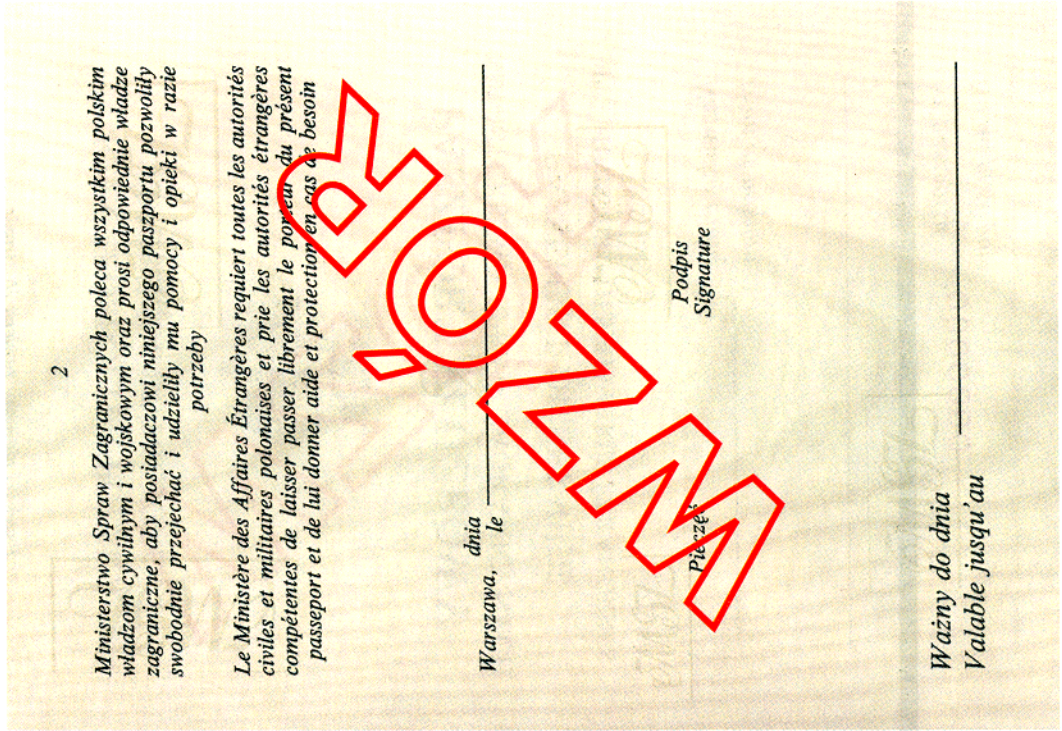 2
Ministerstwo Spraw Zagranicznych poleca wszystkim polskim
władzom cywilnym i wojskowym oraz prosi odpowiednie władze
zagraniczne, aby posiadaczowi niniejszego paszportu pozwoliły
swobodnie przejechać i udzieliły mu pomocy i opieki w razie
potrzeby
Le Ministère des Affaires Étrangères requiert toutes les autorités
civiles et militaires polonaises et prie les autorités étrangères
compétentes de laisser passer librement le porteur du présent
passeport et de lui donner aide et protection en cas de besoin
Warszawa, dnia
le
Podpis
Signature
Pieczęć
WZÓR
Ważny do dnia
Valable jusqu'au